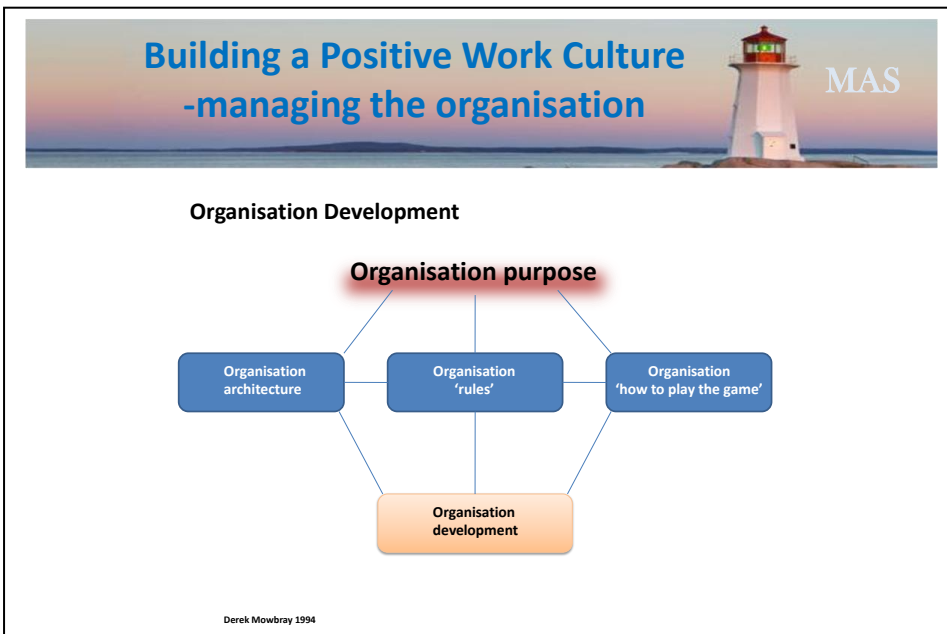 Building a Positive Work Culture
-managing the organisation
MAS
Organisation Development
Organisation purpose
Organisation
architecture
Organisation
‘rules’
Organisation
‘how to play the game’
Organisation
development
Derek Mowbray 1994